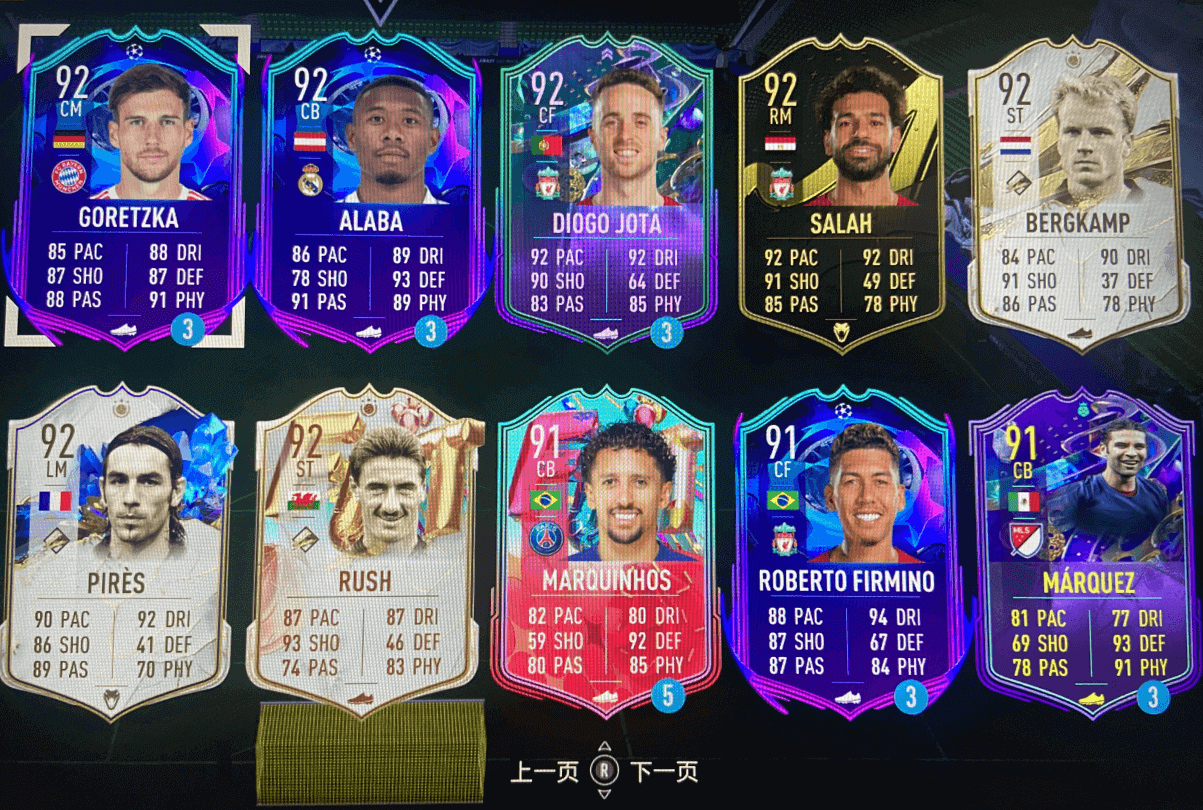 92
CM
GORETZKA
85 PAC 88 DRI
87 SHO 87 DEF
88 PAS 91 PHY
3
92
CB
ALABA
86 PAC 89 DRI
78 SHO 93 DEF
91 PAS 89 PHY
3
92
CF
DIOGO JOTA
92 PAC 92 DRI
90 SHO 64 DEF
83 PAS 85 PHY
3
92
RM
SALAH
92 PAC 92 DRI
91 SHO 49 DEF
85 PAS 78 PHY
92
ST
BERGKAMP
84 PAC 90 DRI
91 SHO 37 DEF
86 PAS 78 PHY
92
LM
PIRÈS
90 PAC 92 DRI
86 SHO 41 DEF
89 PAS 70 PHY
92
ST
RUSH
87 PAC 87 DRI
93 SHO 46 DEF
74 PAS 83 PHY
91
CB
MARQUINHOS
82 PAC 80 DRI
59 SHO 92 DEF
80 PAS 85 PHY
5
91
CF
ROBERTO FIRMINO
88 PAC 94 DRI
87 SHO 67 DEF
87 PAS 84 PHY
3
91
CB
MLS
MÁRQUEZ
81 PAC 77 DRI
69 SHO 93 DEF
78 PAS 91 PHY
3
上一页 R 下一页